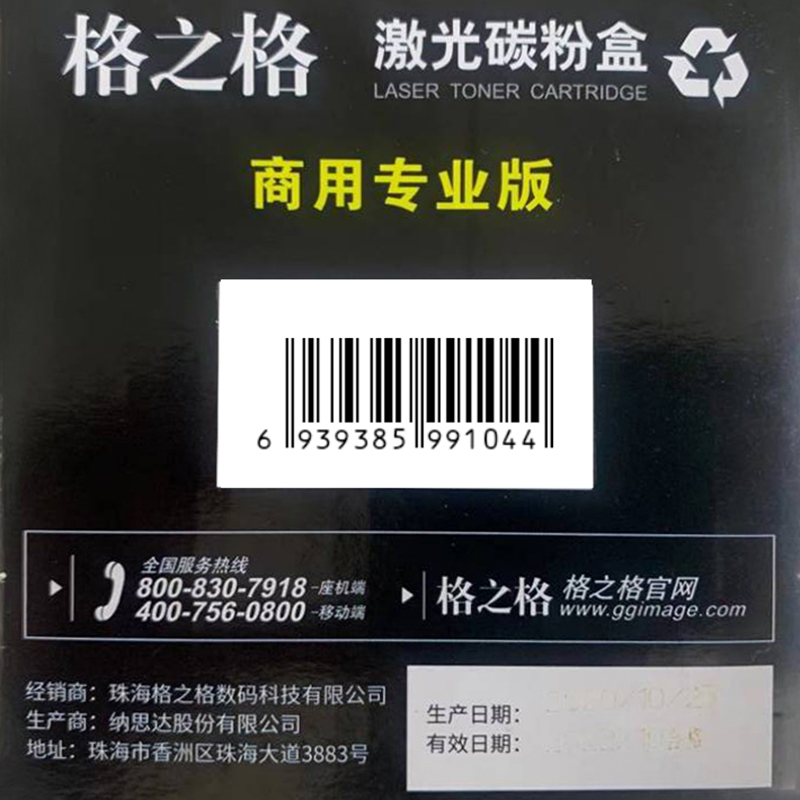 格之格
激光碳粉盒
LASER TONER CARTRIDGE
商用专业版
6 939385 991044
全国服务热线
800-830-7918-座机端
400-756-0800-移动端
格之格 格之格官网
www.ggimage.com
经销商：珠海格之格数码科技有限公司
生产商：纳思达股份有限公司
地址：珠海市香洲区珠海大道3883号
生产日期：
有效日期：